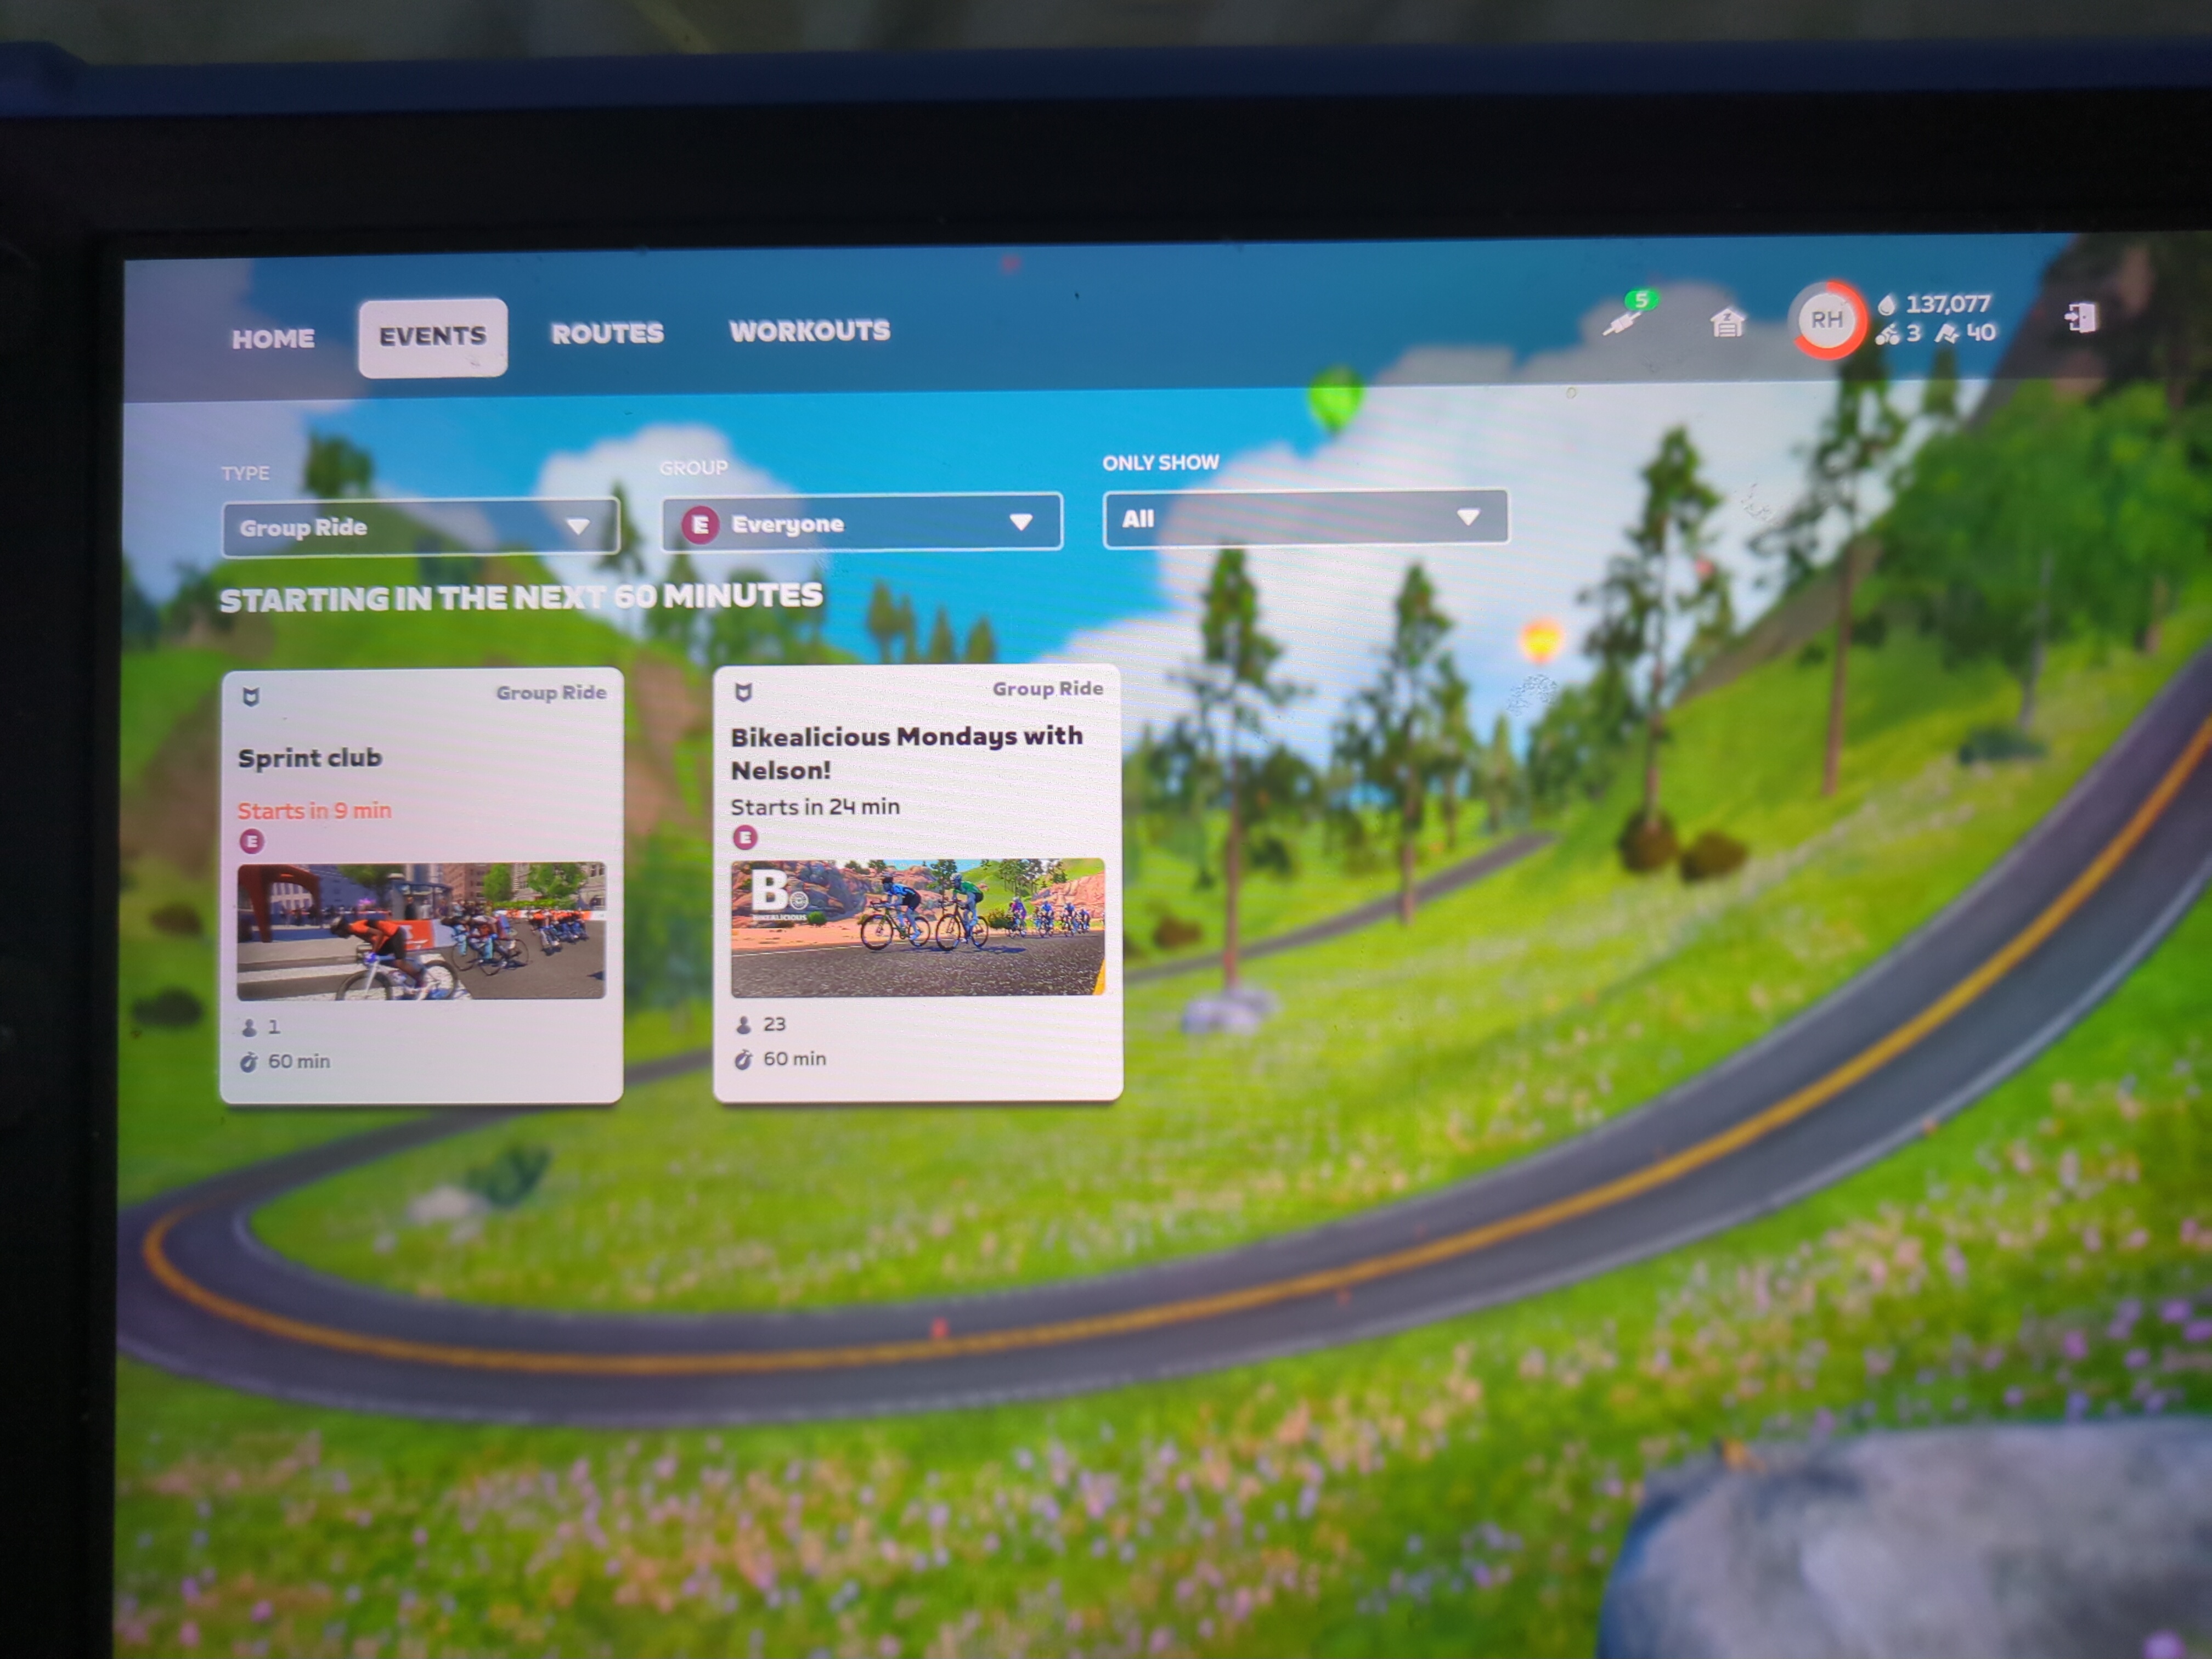 HOME EVENTS ROUTES WORKOUTS
5
RH
137,077
3 40
TYPE
GROUP
ONLY SHOW
Group Ride
E Everyone
All
STARTING IN THE NEXT 60 MINUTES
Group Ride
Sprint club
Starts in 9 min
E
1
60 min
Group Ride
Bikealicious Mondays with
Nelson!
Starts in 24 min
E
B
BIKEALICIOUS
23
60 min